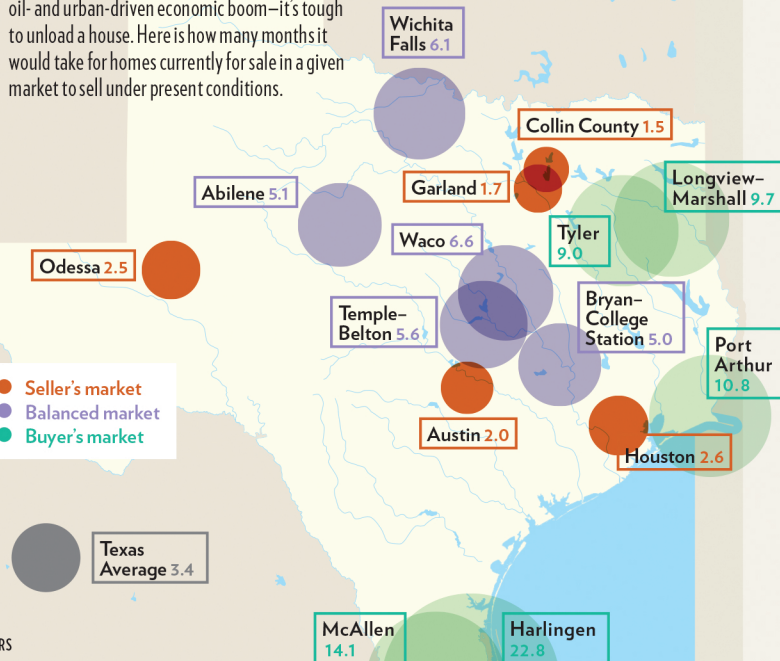 oil- and urban-driven economic boom—it's tough
to unload a house. Here is how many months it
would take for homes currently for sale in a given
market to sell under present conditions.
Wichita
Falls 6.1
Collin County 1.5
Garland 1.7
Longview–
Marshall 9.7
Abilene 5.1
Waco 6.6
Tyler
9.0
Odessa 2.5
Temple–
Belton 5.6
Bryan–
College
Station 5.0
Port
Arthur
10.8
Seller's market
Balanced market
Buyer's market
Austin 2.0
Houston 2.6
Texas
Average 3.4
McAllen
14.1
Harlingen
22.8
RS